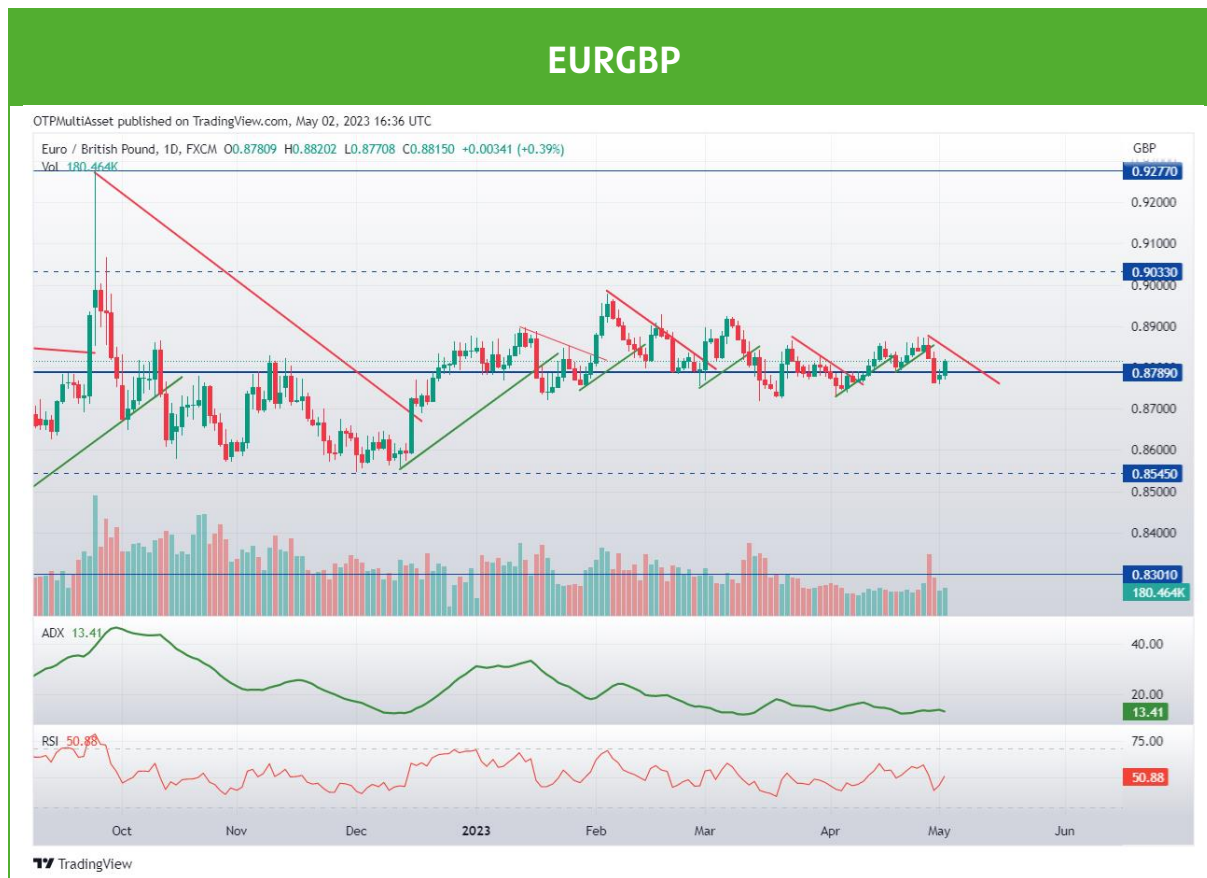 EURGBP
OTPMultiAsset published on TradingView.com, May 02, 2023 16:36 UTC
Euro / British Pound, 1D, FXCM O0.87809 H0.88202 L0.87708 C0.88150 +0.00341 (+0.39%)
GBP
Vol 180.464K
0.92770
0.92000
0.91000
0.90330
0.90000
0.89000
0.87890
0.87000
0.86000
0.85450
0.85000
0.84000
0.83010
180.464K
ADX 13.41
40.00
20.00
13.41
RSI 50.88
75.00
50.88
Oct Nov Dec 2023 Feb Mar Apr May Jun
TradingView